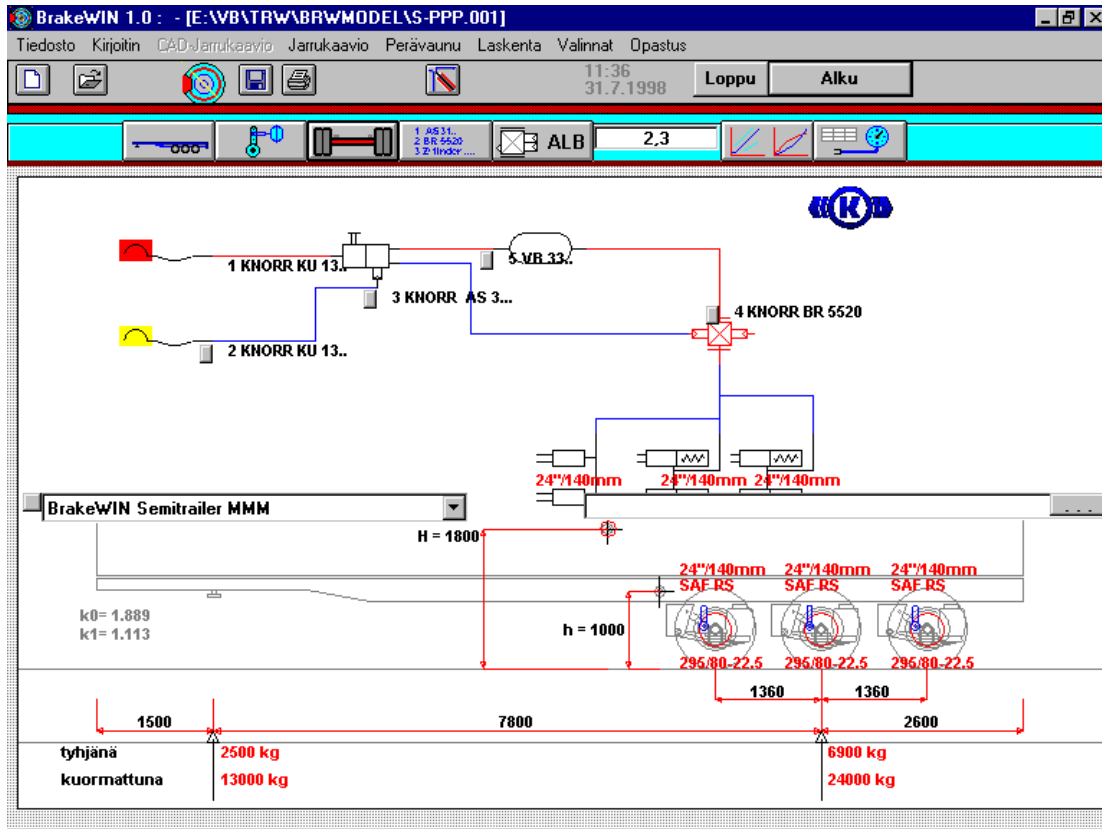 BrakeWIN 1.0 : - [E:\VB\TRW\BRWMODEL\S-PPP.001]
Tiedosto Kirjoitin CAD-Jarrukaavio Jarrukaavio Perävaunu Laskenta Valinnat Opastus
11:36
31.7.1998
Loppu Alku
1 AS 31..
2 BR 5520
ALB 2,3
K
1 KNORR KU 13..
5 VB 33..
3 KNORR AS 3...
4 KNORR BR 5520
2 KNORR KU 13..
24"/140mm 24"/140mm 24"/140mm
BrakeWIN Semitrailer MMM ...
H = 1800
24"/140mm 24"/140mm 24"/140mm
SAF RS SAF RS SAF RS
k0= 1.889
k1= 1.113
h = 1000
295/80-22.5 295/80-22.5 295/80-22.5
1360 1360
1500 7800 2600
tyhjänä 2500 kg 6900 kg
kuormattuna 13000 kg 24000 kg